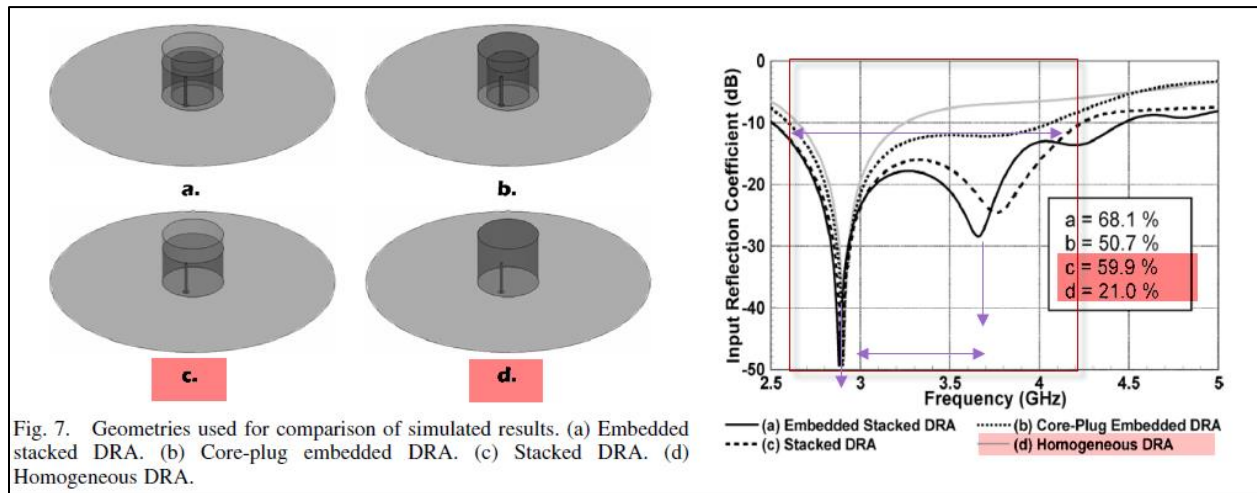 a.
b.
c.
d.
Fig. 7. Geometries used for comparison of simulated results. (a) Embedded
stacked DRA. (b) Core-plug embedded DRA. (c) Stacked DRA. (d)
Homogeneous DRA.
Input Reflection Coefficient (dB)
0
-10
-20
-30
-40
-50
a = 68.1 %
b = 50.7 %
c = 59.9 %
d = 21.0 %
2.5 3 3.5 4 4.5 5
Frequency (GHz)
(a) Embedded Stacked DRA (b) Core-Plug Embedded DRA
(c) Stacked DRA (d) Homogeneous DRA